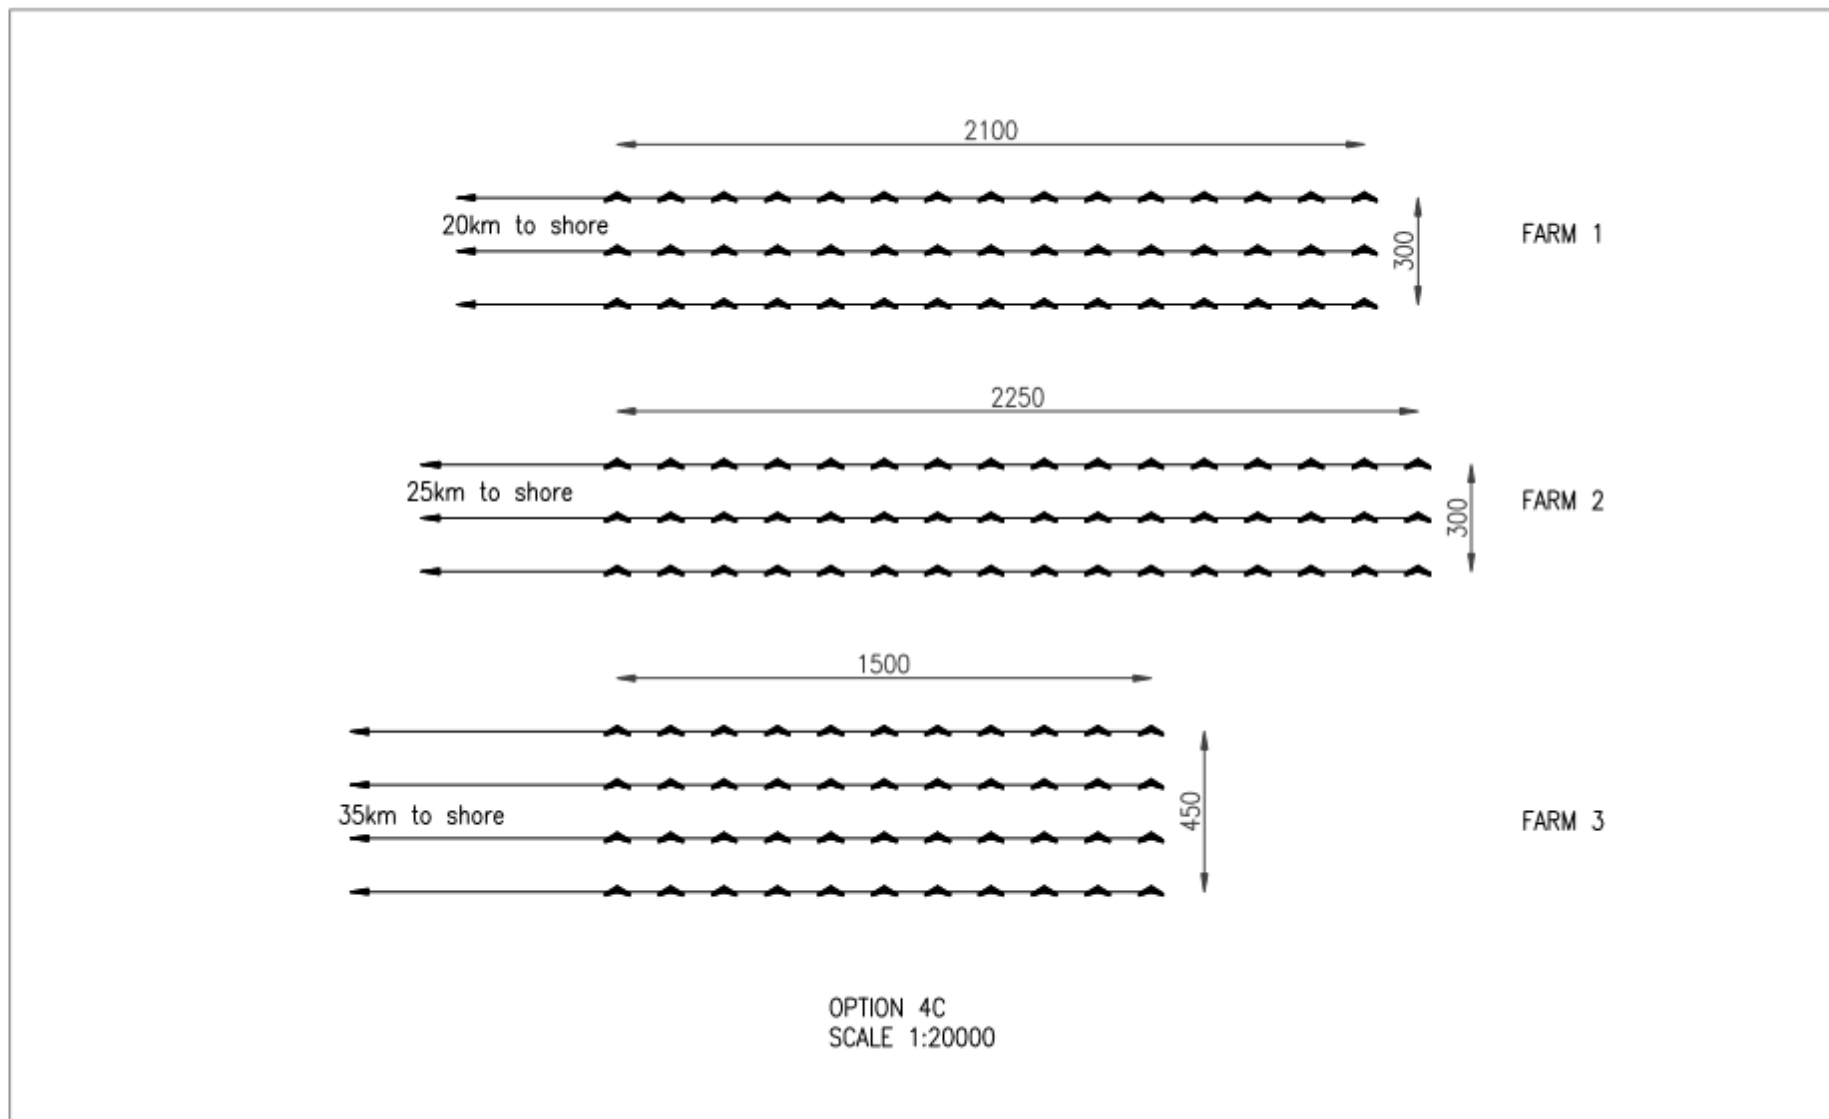 2100
20km to shore
300
FARM 1
2250
25km to shore
300
FARM 2
1500
35km to shore
450
FARM 3
OPTION 4C
SCALE 1:20000